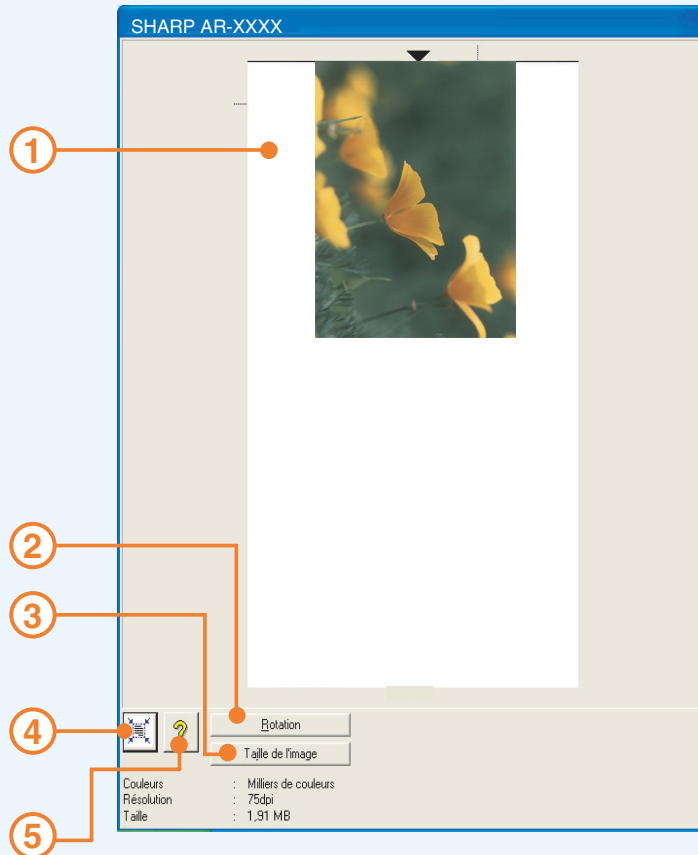 SHARP AR-XXXX
1
2
3
4
5
Rotation
Taille de l'image
Couleurs : Milliers de couleurs
Résolution : 75dpi
Taille : 1,91 MB